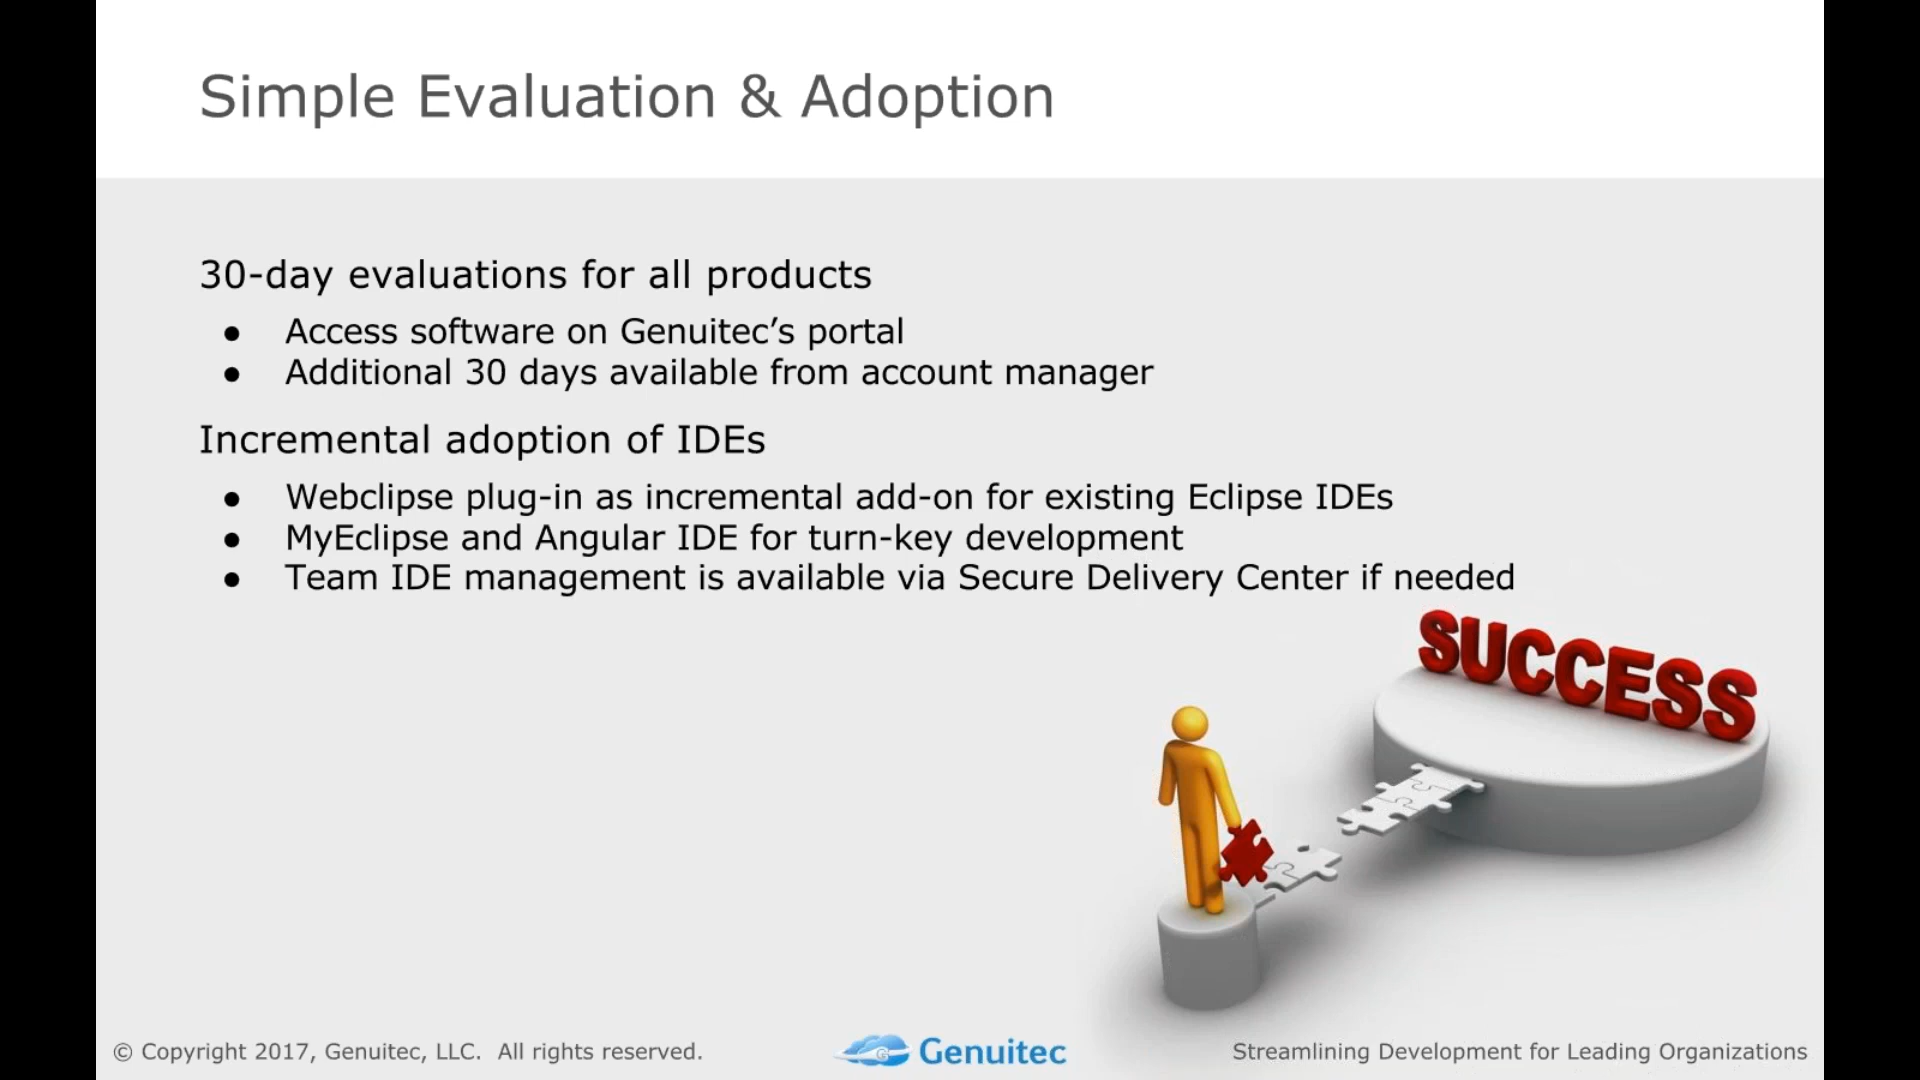 Simple Evaluation & Adoption
30-day evaluations for all products
● Access software on Genuitec’s portal
● Additional 30 days available from account manager
Incremental adoption of IDEs
● Webclipse plug-in as incremental add-on for existing Eclipse IDEs
● MyEclipse and Angular IDE for turn-key development
● Team IDE management is available via Secure Delivery Center if needed
SUCCESS
© Copyright 2017, Genuitec, LLC. All rights reserved.
Genuitec
Streamlining Development for Leading Organizations